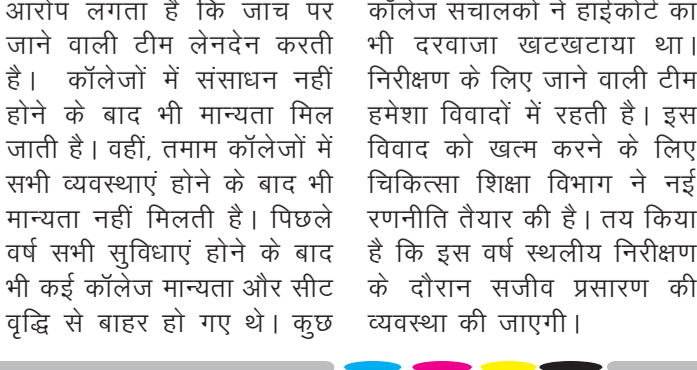 आरोप लगता है कि जांच पर
जाने वाली टीम लेनदेन करती
है। कॉलेजों में संसाधन नहीं
होने के बाद भी मान्यता मिल
जाती है। वहीं, तमाम कॉलेजों में
सभी व्यवस्थाएं होने के बाद भी
मान्यता नहीं मिलती है। पिछले
वर्ष सभी सुविधाएं होने के बाद
भी कई कॉलेज मान्यता और सीट
वृद्धि से बाहर हो गए थे। कुछ
कॉलेज संचालकों ने हाईकोर्ट का
भी दरवाजा खटखटाया था।
निरीक्षण के लिए जाने वाली टीम
हमेशा विवादों में रहती है। इस
विवाद को खत्म करने के लिए
चिकित्सा शिक्षा विभाग ने नई
रणनीति तैयार की है। तय किया
है कि इस वर्ष स्थलीय निरीक्षण
के दौरान सजीव प्रसारण की
व्यवस्था की जाएगी।